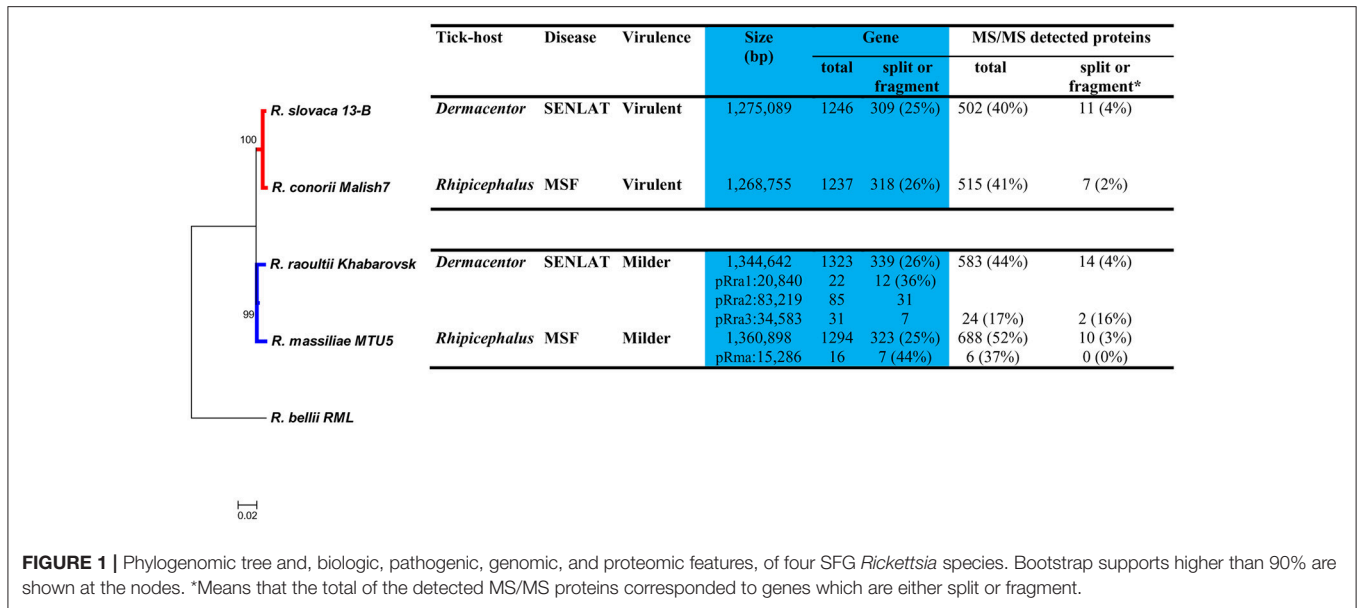 Tick-host Disease Virulence Size Gene MS/MS detected proteins
(bp)
total split or total split or
fragment fragment*
R. slovaca 13-B Dermacentor SENLAT Virulent 1,275,089 1246 309 (25%) 502 (40%) 11 (4%)
100
R. conorii Malish7 Rhipicephalus MSF Virulent 1,268,755 1237 318 (26%) 515 (41%) 7 (2%)
R. raoultii Khabarovsk Dermacentor SENLAT Milder 1,344,642 1323 339 (26%) 583 (44%) 14 (4%)
pRra1:20,840 22 12 (36%)
pRra2:83,219 85 31
99 pRra3:34,583 31 7 24 (17%) 2 (16%)
R. massiliae MTU5 Rhipicephalus MSF Milder 1,360,898 1294 323 (25%) 688 (52%) 10 (3%)
pRma:15,286 16 7 (44%) 6 (37%) 0 (0%)
R. bellii RML
0.02
FIGURE 1 | Phylogenomic tree and, biologic, pathogenic, genomic, and proteomic features, of four SFG Rickettsia species. Bootstrap supports higher than 90% are
shown at the nodes. *Means that the total of the detected MS/MS proteins corresponded to genes which are either split or fragment.